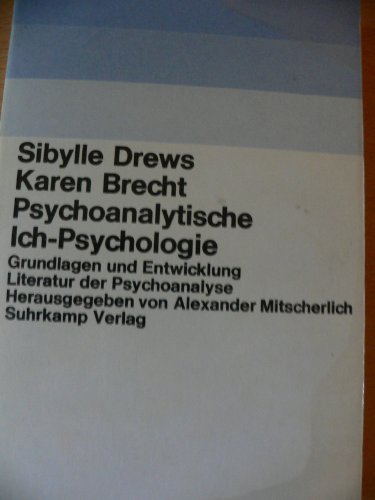 Sibylle Drews
Karen Brecht
Psychoanalytische
Ich-Psychologie
Grundlagen und Entwicklung
Literatur der Psychoanalyse
Herausgegeben von Alexander Mitscherlich
Suhrkamp Verlag